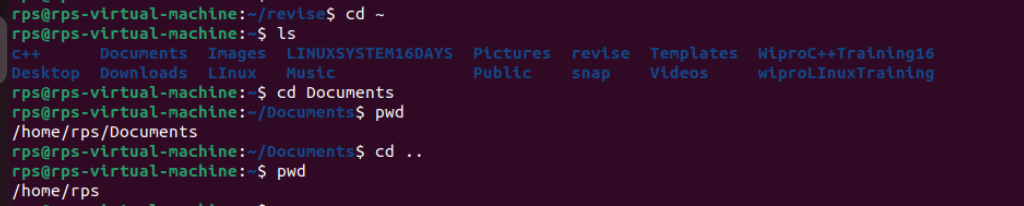 rps@rps-virtual-machine:~/revise$ cd ~
rps@rps-virtual-machine:~$ ls
c++ Documents Images LINUXSYSTEM16DAYS Pictures revise Templates WiproC++Training16
Desktop Downloads LInux Music Public snap Videos wiproLInuxTraining
rps@rps-virtual-machine:~$ cd Documents
rps@rps-virtual-machine:~/Documents$ pwd
/home/rps/Documents
rps@rps-virtual-machine:~/Documents$ cd ..
rps@rps-virtual-machine:~$ pwd
/home/rps